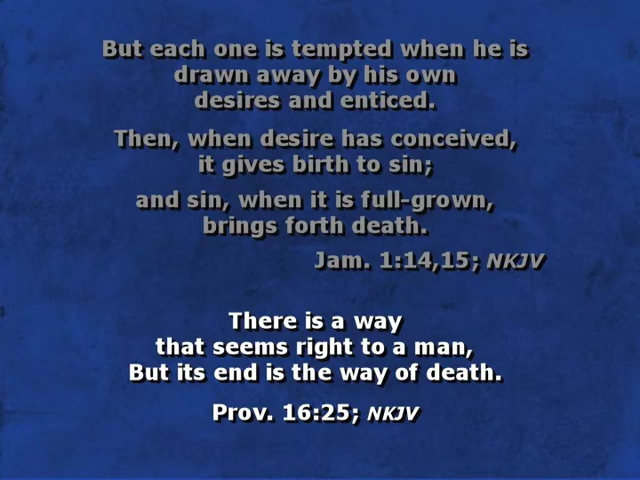 But each one is tempted when he is
drawn away by his own
desires and enticed.
Then, when desire has conceived,
it gives birth to sin;
and sin, when it is full-grown,
brings forth death.
Jam. 1:14,15; NKJV
There is a way
that seems right to a man,
But its end is the way of death.
Prov. 16:25; NKJV